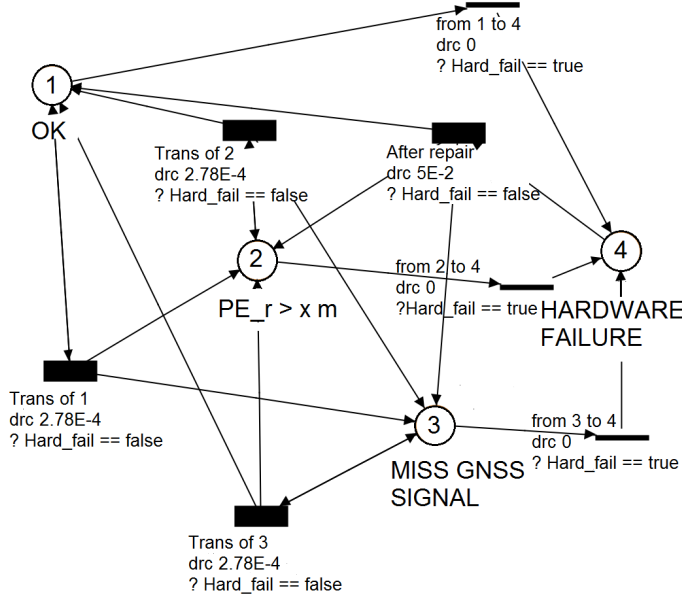 from 1 to 4
drc 0
? Hard_fail == true
1
OK
Trans of 2
drc 2.78E-4
? Hard_fail == false
After repair
drc 5E-2
? Hard_fail == false
2
PE_r > x m
from 2 to 4
drc 0
?Hard_fail == true
4
HARDWARE
FAILURE
Trans of 1
drc 2.78E-4
? Hard_fail == false
3
MISS GNSS
SIGNAL
from 3 to 4
drc 0
? Hard_fail == true
Trans of 3
drc 2.78E-4
? Hard_fail == false